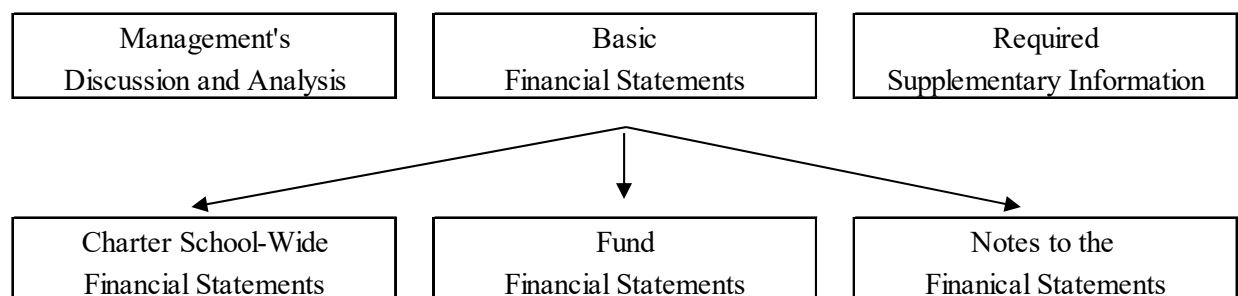 Management's
Discussion and Analysis
Basic
Financial Statements
Required
Supplementary Information
Charter School-Wide
Financial Statements
Fund
Financial Statements
Notes to the
Finanical Statements